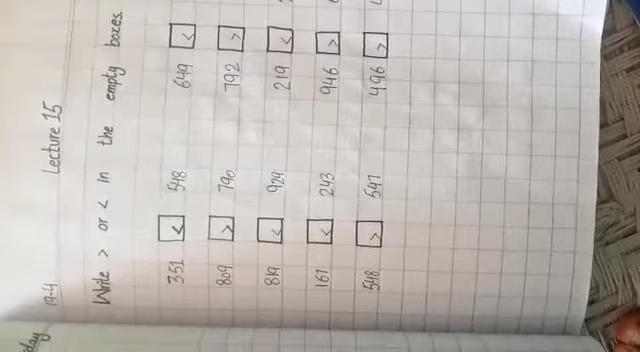 19-4. Lecture 15
Write > or < in the empty boxes.
351 < 548 649 <
809 > 790 792 >
819 < 929 219 <
167 < 243 946 >
548 > 547 496 >
day